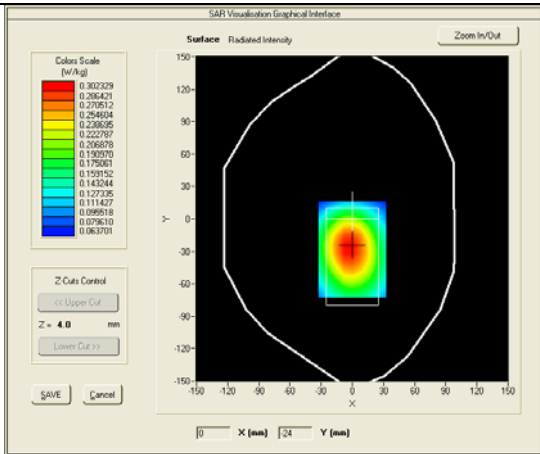 SAR Visualisation Graphical Interface
Surface Radiated Intensity
Zoom In/Out
Colors Scale
(W/kg)
0.302329
0.286421
0.270512
0.254604
0.238695
0.222787
0.206878
0.190970
0.175061
0.159152
0.143244
0.127335
0.111427
0.095518
0.079610
0.063701
Z-Cuts Control
<< Upper Cut
Z = 4.0 mm
Lower Cut >>
SAVE Cancel
150
120
90
60
30
0
-30
-60
-90
-120
-150
Y
-150 -120 -90 -60 -30 0 30 60 90 120 150
X
0 X (mm) -24 Y (mm)